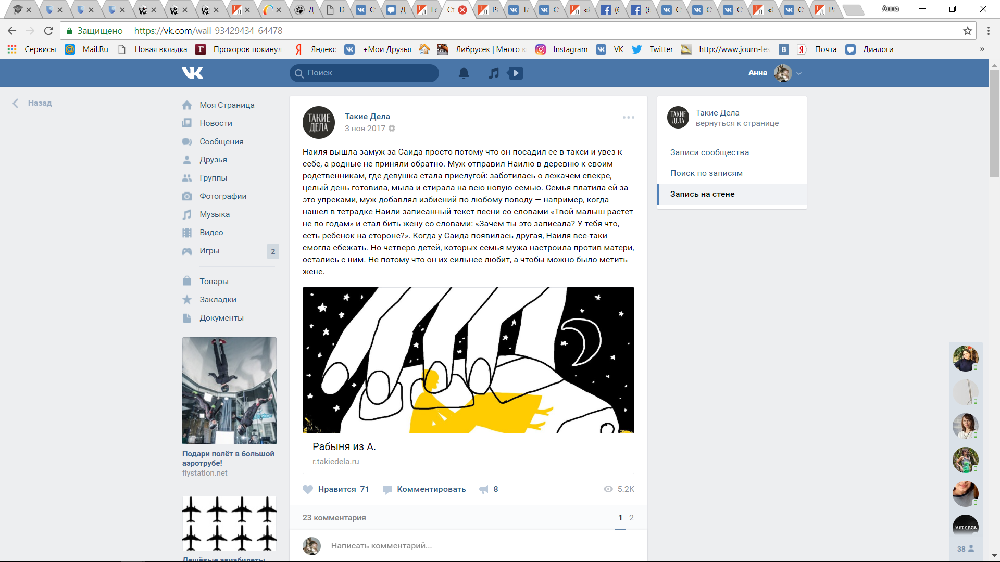 Анна
Защищено
https://vk.com/wall-93429434_64478
Сервисы
Mail.Ru
Новая вкладка
Прохоров покинул
Яндекс
+Мои Друзья
Либрусек | Много к
Instagram
VK
Twitter
http://www.journ-les
Почта
Диалоги
»
Поиск
Анна
Назад
Моя Страница
Новости
Сообщения
Друзья
Группы
Фотографии
Музыка
Видео
Игры
2
Товары
Закладки
Документы
Подари полёт в большой
аэротрубе!
flystation.net
Дешёвые авиабилеты
ТАКИЕ
ДЕЛА
Такие Дела
3 ноя 2017
Наиля вышла замуж за Саида просто потому что он посадил ее в такси и увез к
себе, а родные не приняли обратно. Муж отправил Наилю в деревню к своим
родственникам, где девушка стала прислугой: заботилась о лежачем свекре,
целый день готовила, мыла и стирала на всю новую семью. Семья платила ей за
это упреками, муж добавлял избиений по любому поводу — например, когда
нашел в тетрадке Наили записанный текст песни со словами «Твой малыш растет
не по годам» и стал бить жену со словами: «Зачем ты это записала? У тебя что,
есть ребенок на стороне?». Когда у Саида появилась другая, Наиля все-таки
смогла сбежать. Но четверо детей, которых семья мужа настроила против матери,
остались с ним. Не потому что он их сильнее любит, а чтобы можно было мстить
жене.
Рабыня из А.
r.takiedela.ru
Нравится 71
Комментировать
8
5.2K
23 комментария
1 2
Написать комментарий...
ТАКИЕ
ДЕЛА
Такие Дела
вернуться к странице
Записи сообщества
Поиск по записям
Запись на стене
НЕТ СЛОВ
38